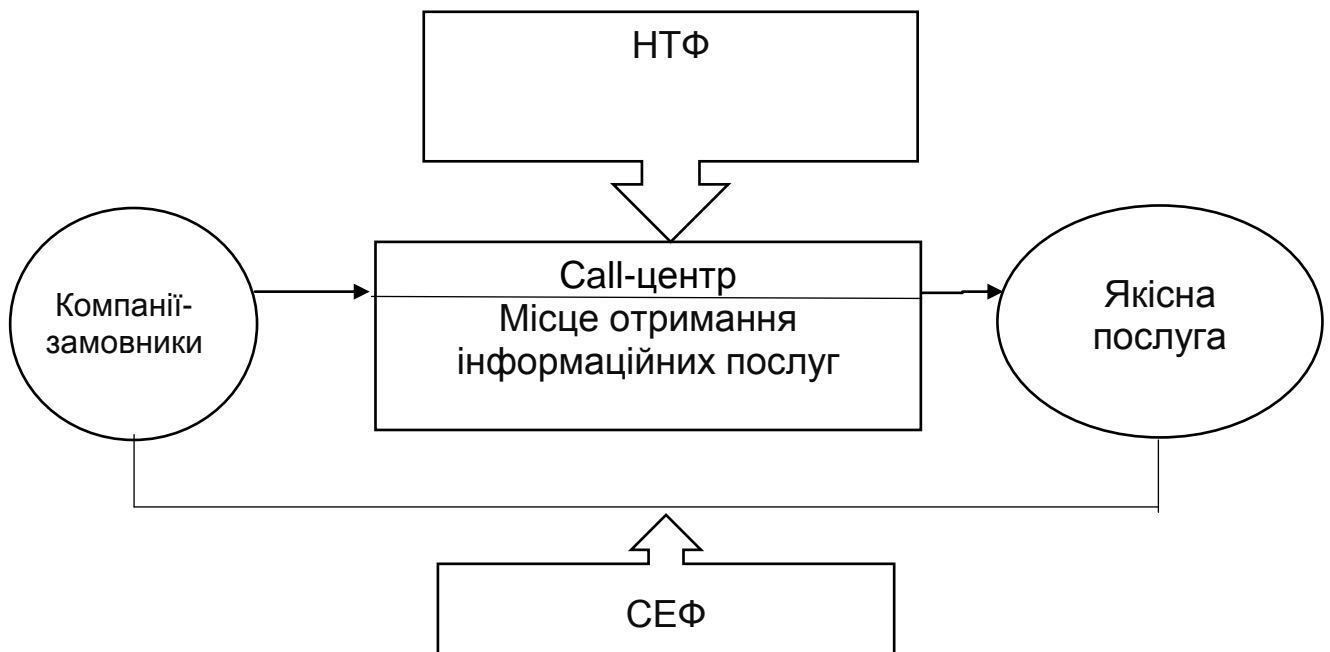 НТФ
Компанії-
замовники
Call-центр
Місце отримання
інформаційних послуг
Якісна
послуга
СЕФ